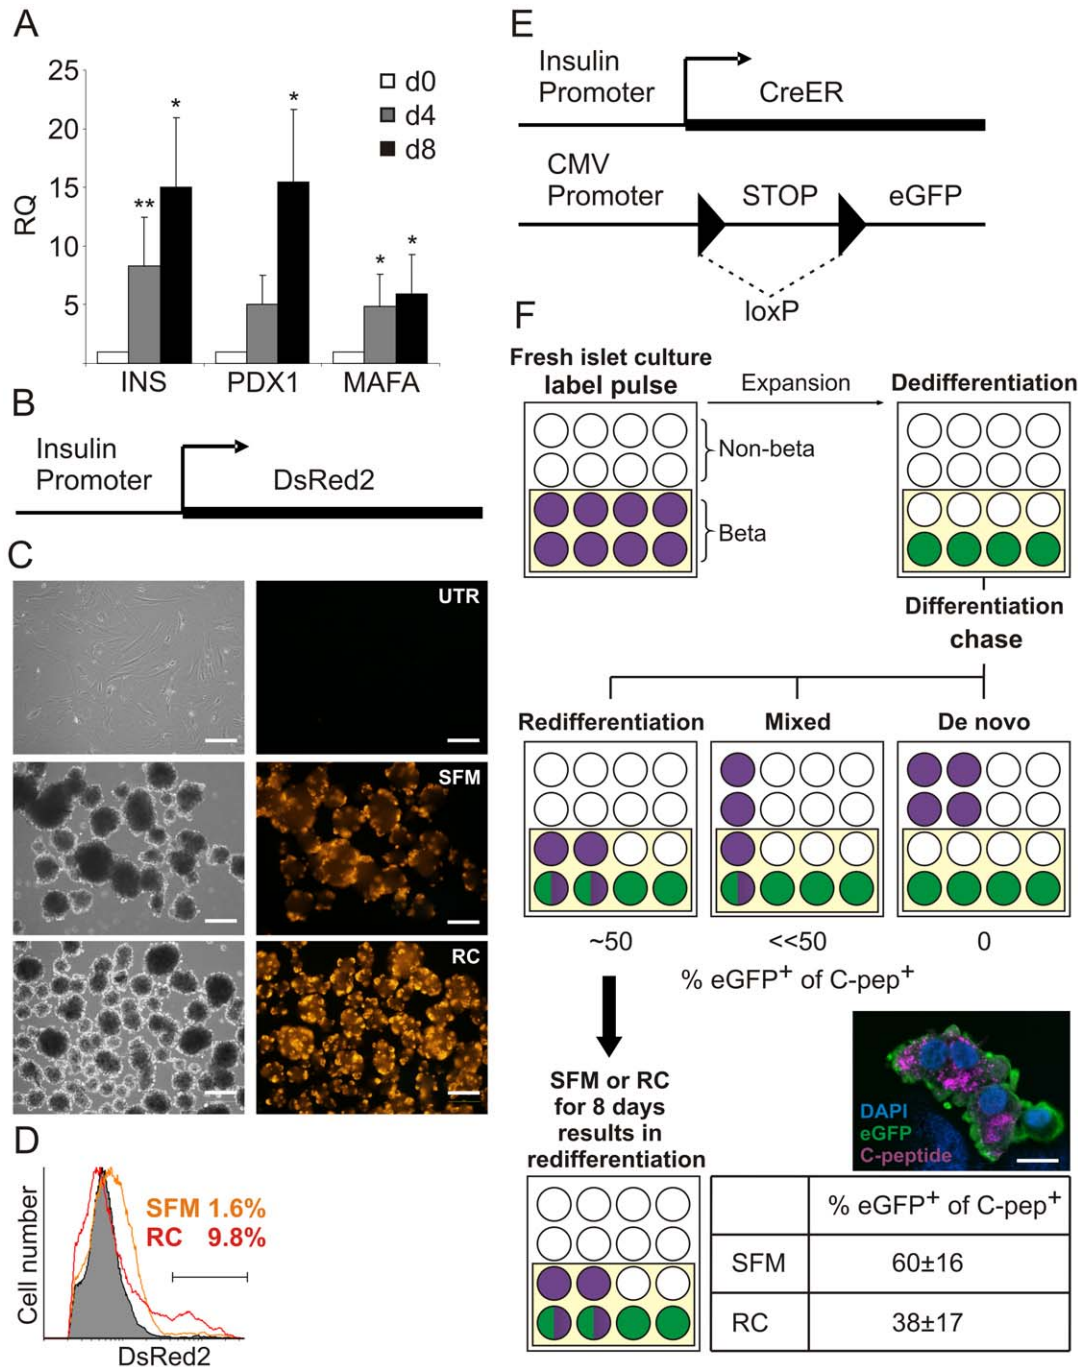 A
25
20
15
10
5
RQ
d0
d4
d8
*
**
*
*
*
INS
PDX1
MAFA
B
Insulin
Promoter
DsRed2
C
UTR
SFM
RC
D
Cell number
SFM 1.6%
RC 9.8%
DsRed2
E
Insulin
Promoter
CreER
CMV
Promoter
STOP
eGFP
loxP
F
Fresh islet culture
label pulse
Expansion
Dedifferentiation
Non-beta
Beta
Differentiation
chase
Redifferentiation
Mixed
De novo
~50
<<50
0
% eGFP⁺ of C-pep⁺
SFM or RC
for 8 days
results in
redifferentiation
DAPI
eGFP
C-peptide
% eGFP⁺ of C-pep⁺
SFM
60±16
RC
38±17